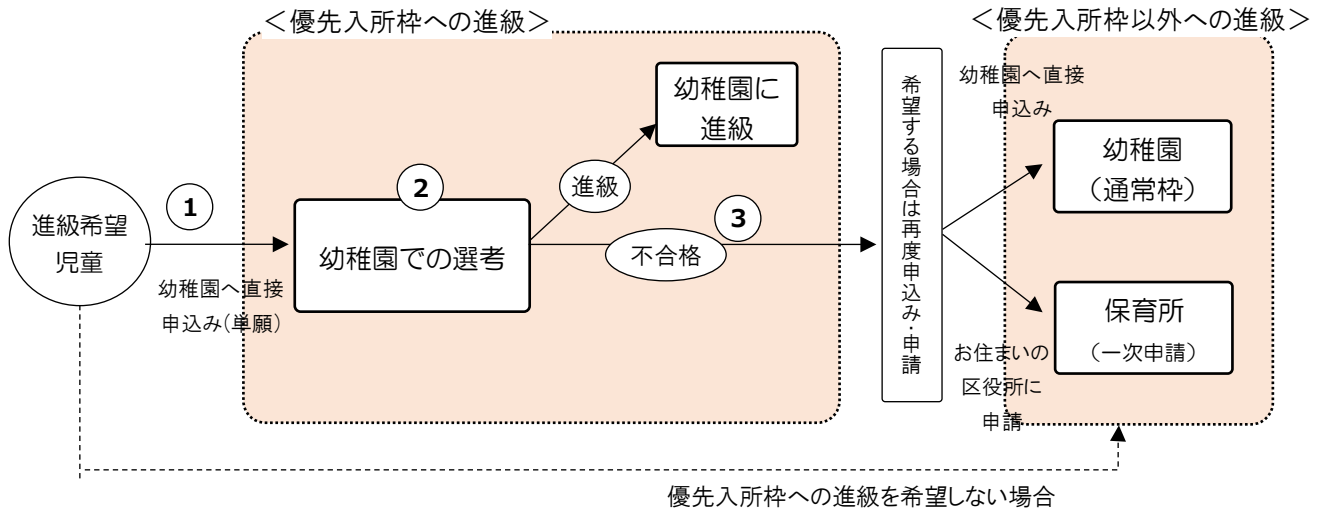 ＜優先入所枠への進級＞
＜優先入所枠以外への進級＞
進級希望
児童
1
幼稚園へ直接
申込み(単願)
2
幼稚園での選考
進級
幼稚園に
進級
3
不合格
希望する場合は再度申込み・申請
幼稚園へ直接
申込み
幼稚園
（通常枠）
保育所
（一次申請）
お住まいの
区役所に
申請
優先入所枠への進級を希望しない場合